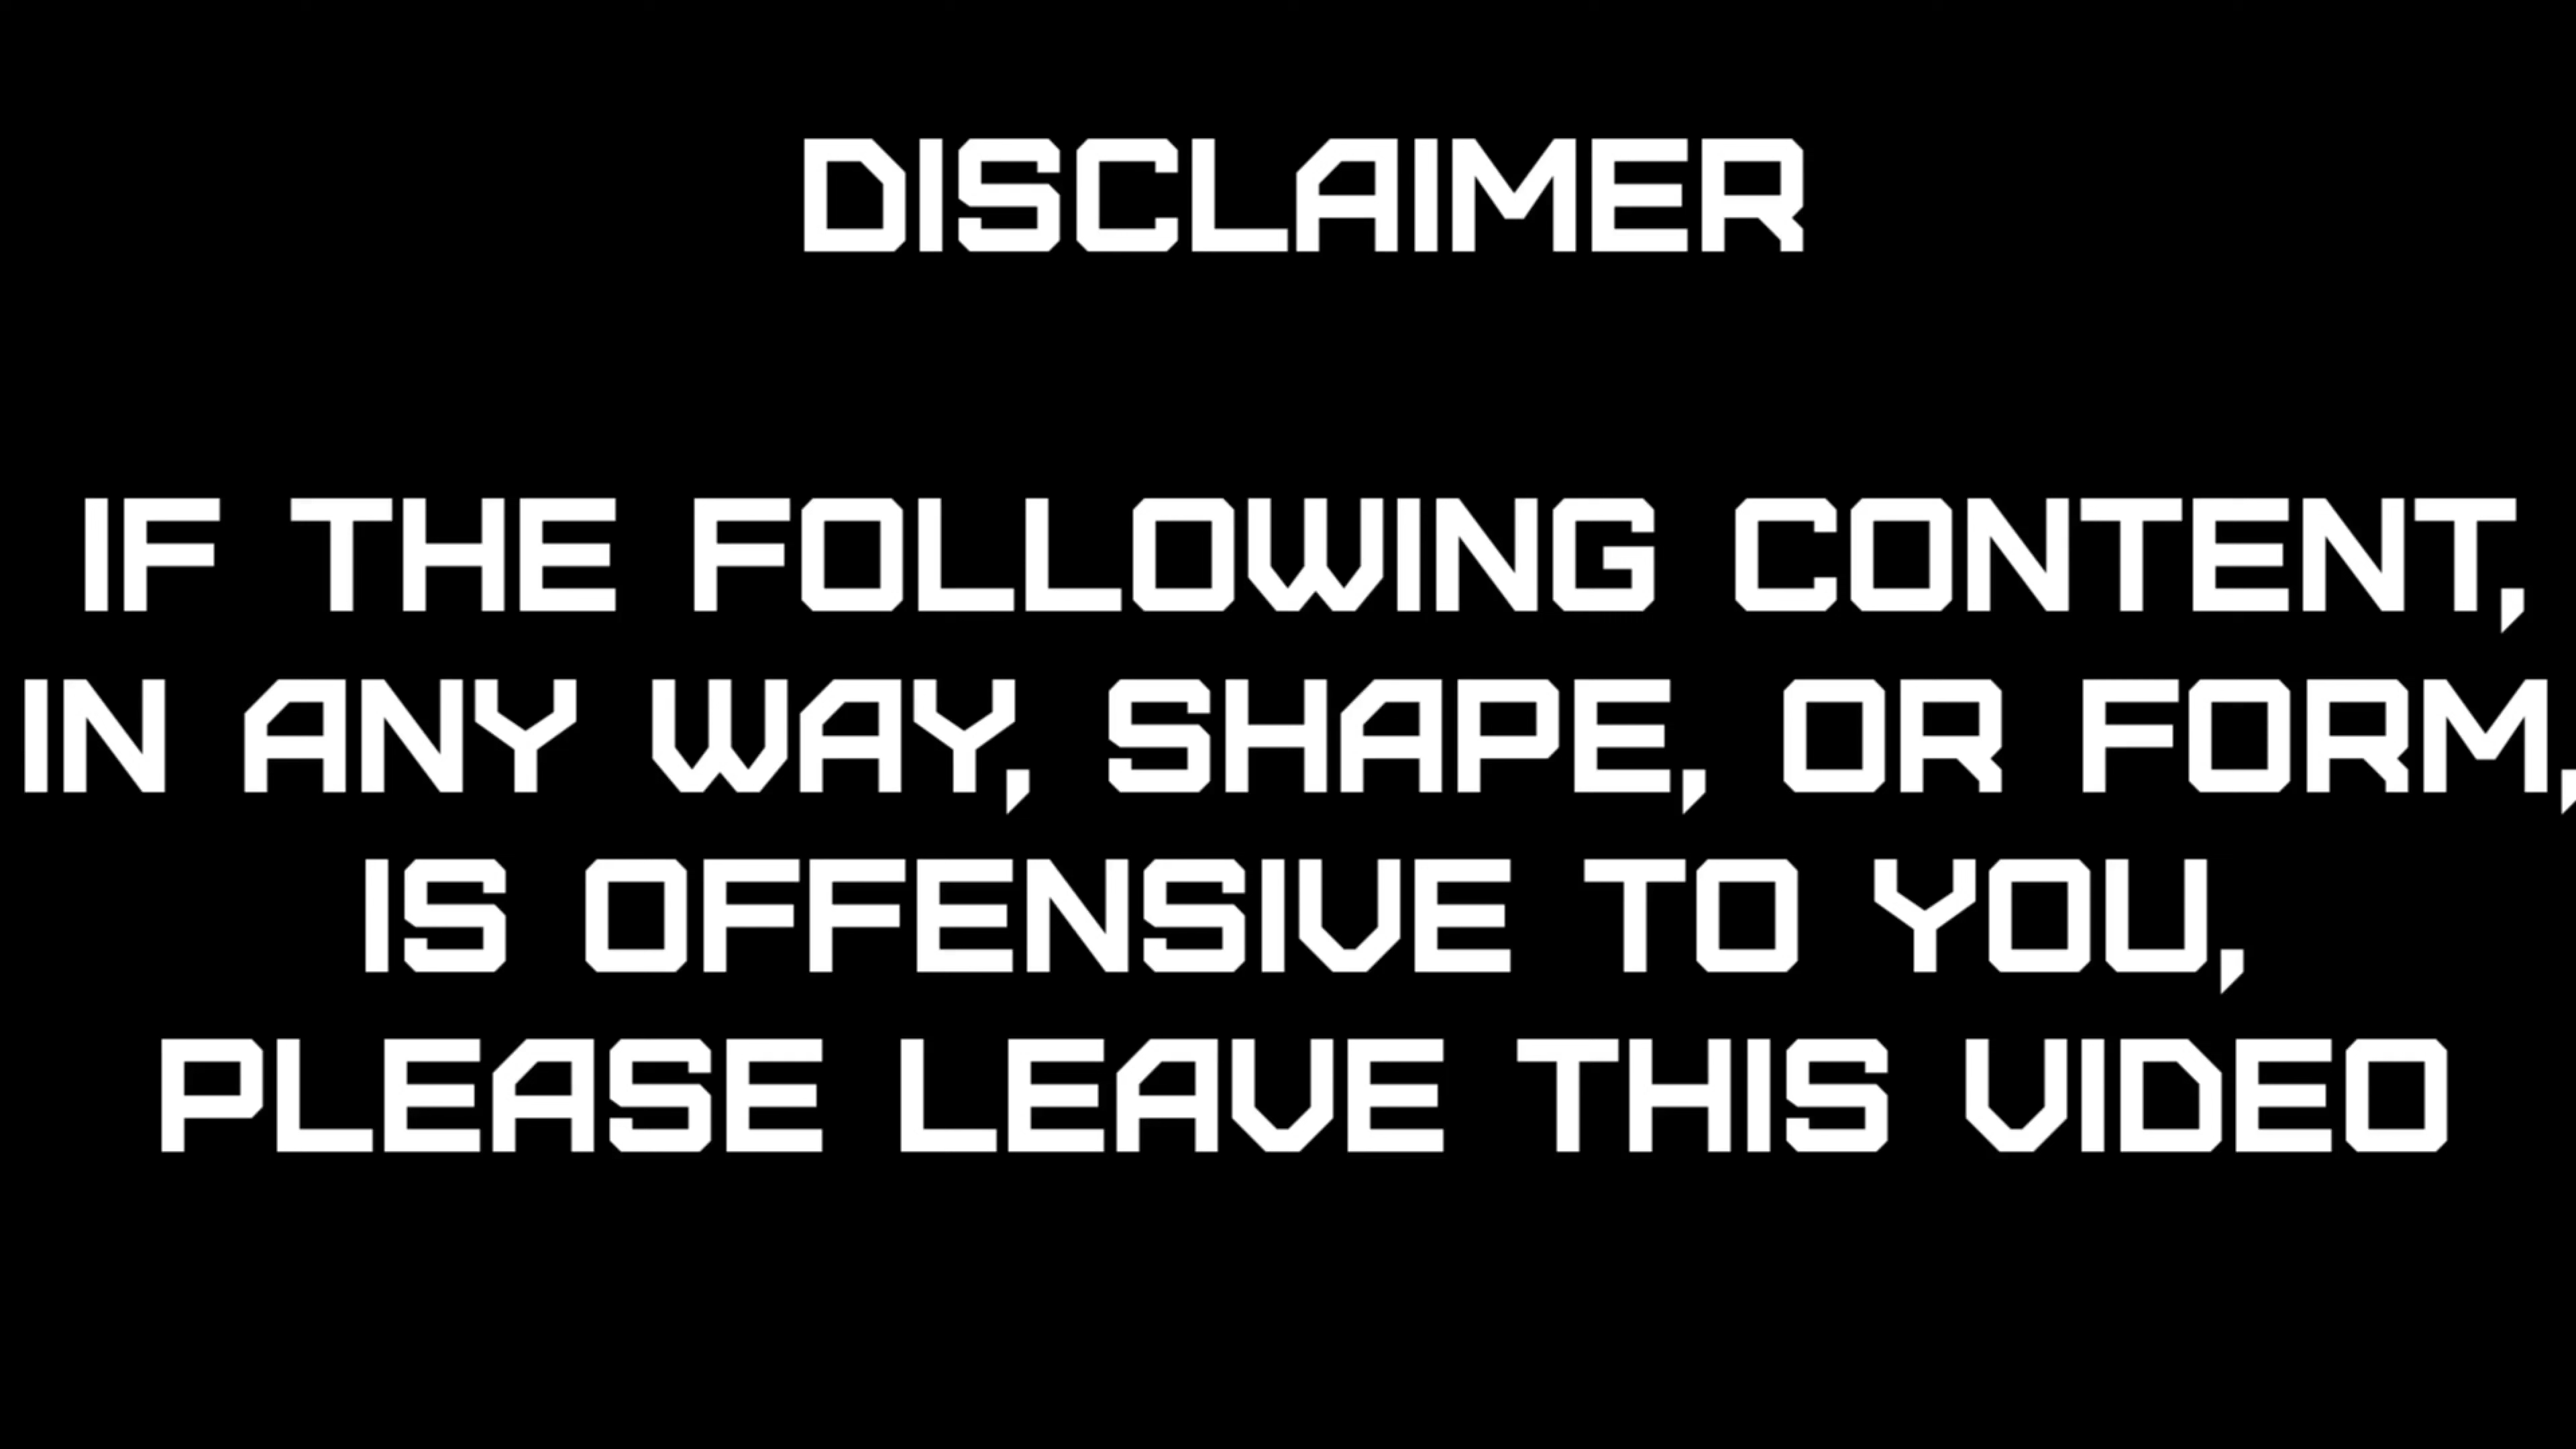 DISCLAIMER
IF THE FOLLOWING CONTENT,
IN ANY WAY, SHAPE, OR FORM,
IS OFFENSIVE TO YOU,
PLEASE LEAVE THIS VIDEO